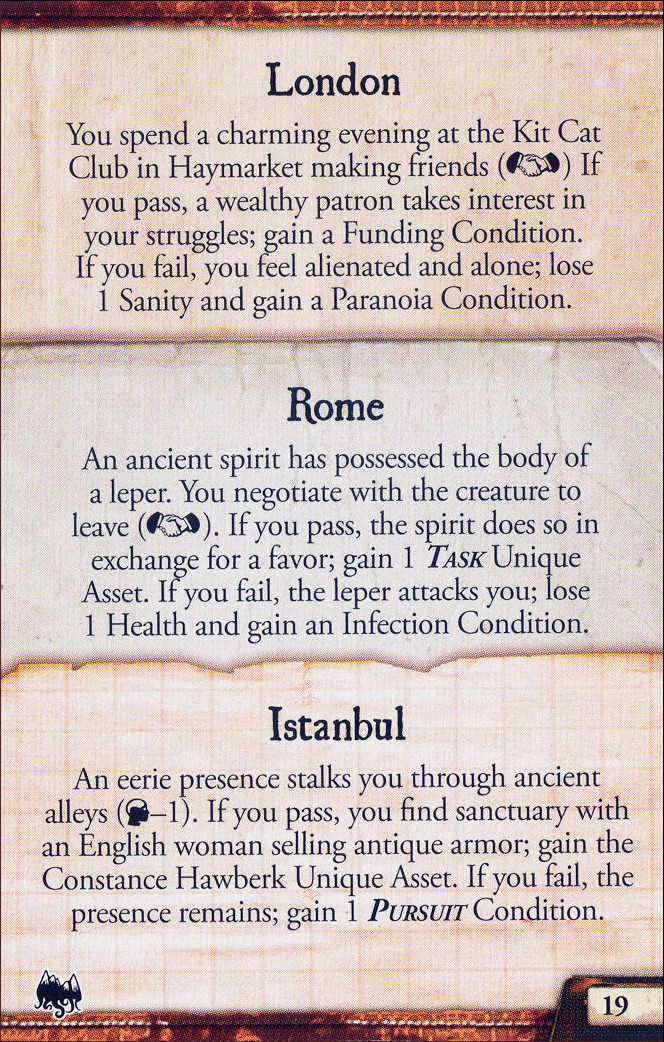 London
You spend a charming evening at the Kit Cat
Club in Haymarket making friends () If
you pass, a wealthy patron takes interest in
your struggles; gain a Funding Condition.
If you fail, you feel alienated and alone; lose
1 Sanity and gain a Paranoia Condition.
Rome
An ancient spirit has possessed the body of
a leper. You negotiate with the creature to
leave (). If you pass, the spirit does so in
exchange for a favor; gain 1 TASK Unique
Asset. If you fail, the leper attacks you; lose
1 Health and gain an Infection Condition.
Istanbul
An eerie presence stalks you through ancient
alleys (–1). If you pass, you find sanctuary with
an English woman selling antique armor; gain the
Constance Hawberk Unique Asset. If you fail, the
presence remains; gain 1 PURSUIT Condition.
19